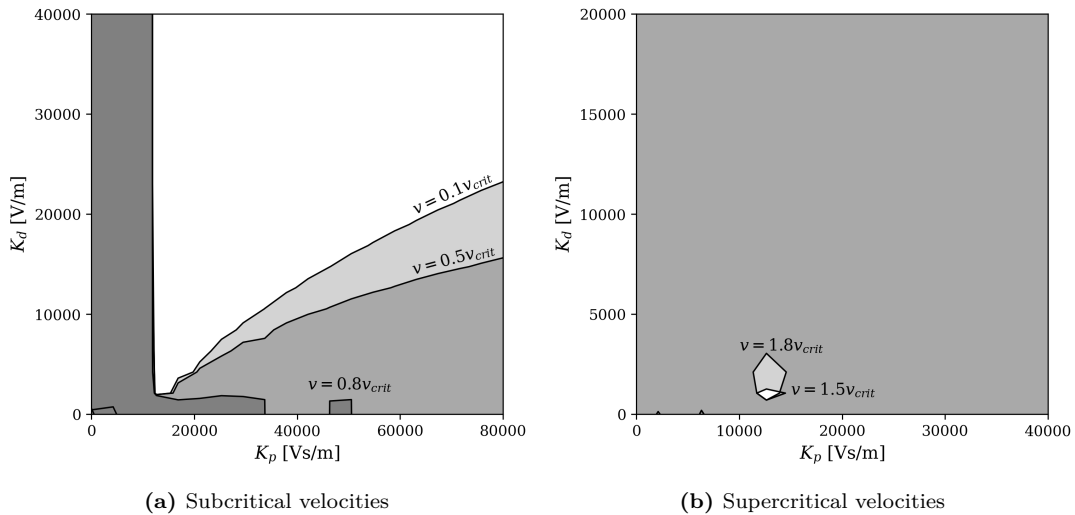 40000
30000
20000
10000
0
K_d [V/m]
v = 0.1v_crit
v = 0.5v_crit
v = 0.8v_crit
0 20000 40000 60000 80000
K_p [Vs/m]
(a) Subcritical velocities
20000
15000
10000
5000
0
K_d [V/m]
v = 1.8v_crit
v = 1.5v_crit
0 10000 20000 30000 40000
K_p [Vs/m]
(b) Supercritical velocities